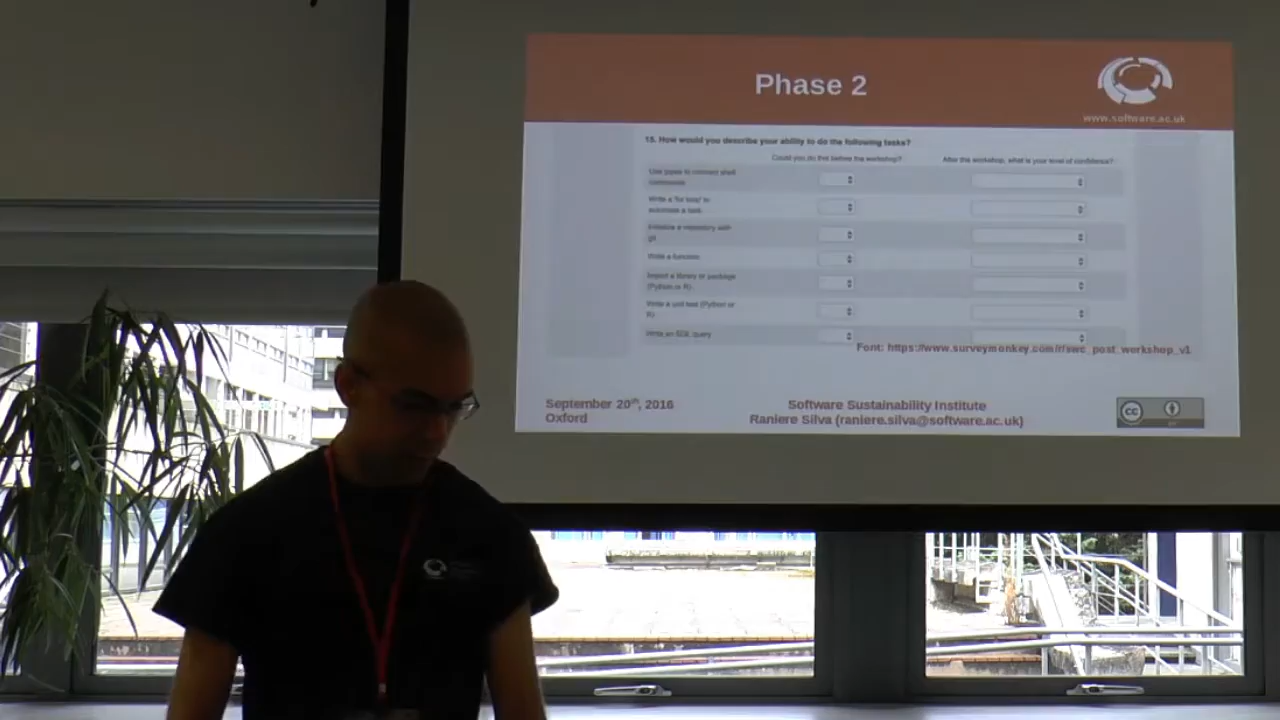 Phase 2
www.software.ac.uk
15. How would you describe your ability to do the following tasks?
Could you do this before the workshop?
After the workshop, what is your level of confidence?
Use pipes to connect shell
commands
Write a 'for loop' to
automate a task
Initialize a repository with
git
Write a function
Import a library or package
(Python or R)
Write a unit test (Python or
R)
Write an SQL query
Font: https://www.surveymonkey.com/r/swc_post_workshop_v1
September 20th, 2016
Oxford
Software Sustainability Institute
Raniere Silva (raniere.silva@software.ac.uk)
CC
BY